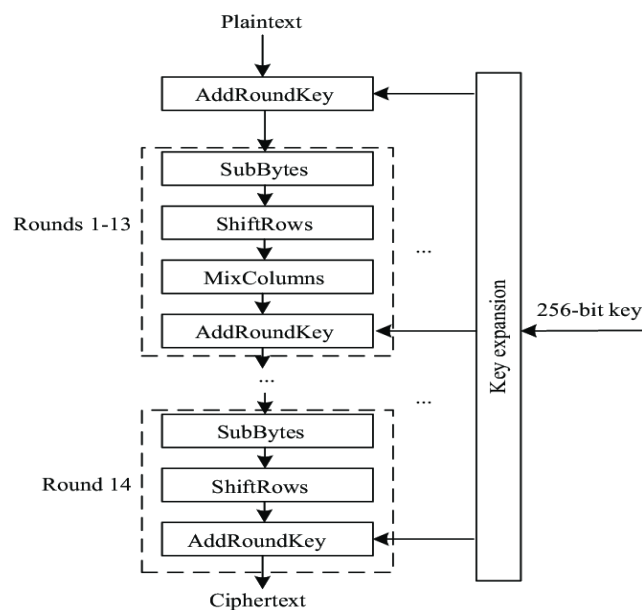 Plaintext
AddRoundKey
SubBytes
Rounds 1-13
ShiftRows
...
MixColumns
256-bit key
Key expansion
AddRoundKey
...
...
SubBytes
Round 14
ShiftRows
AddRoundKey
Ciphertext